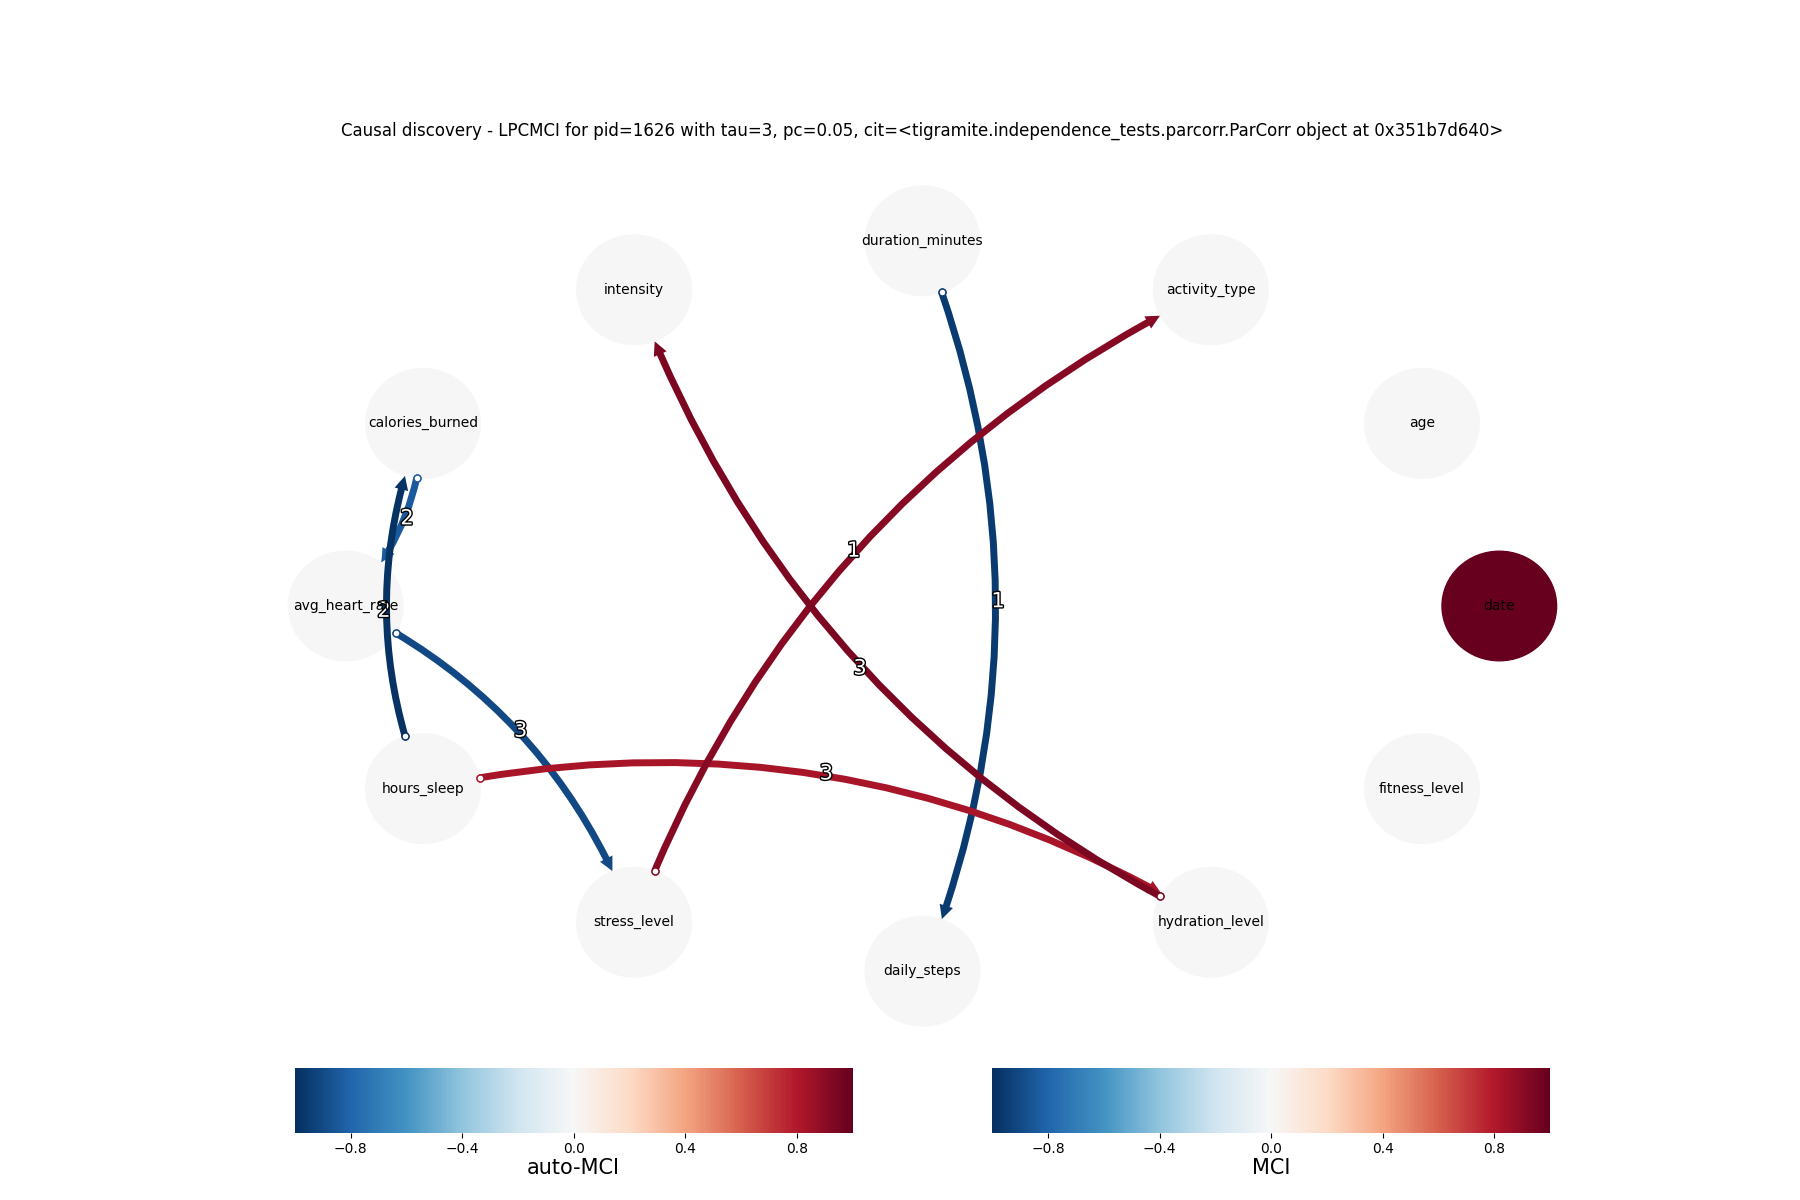 Causal discovery - LPCMCI for pid=1626 with tau=3, pc=0.05, cit=<tigramite.independence_tests.parcorr.ParCorr object at 0x351b7d640>
duration_minutes
intensity
activity_type
calories_burned
age
2
1
avg_heart_rate
2
1
date
3
3
3
hours_sleep
fitness_level
stress_level
hydration_level
daily_steps
−0.8 −0.4 0.0 0.4 0.8
auto-MCI
−0.8 −0.4 0.0 0.4 0.8
MCI